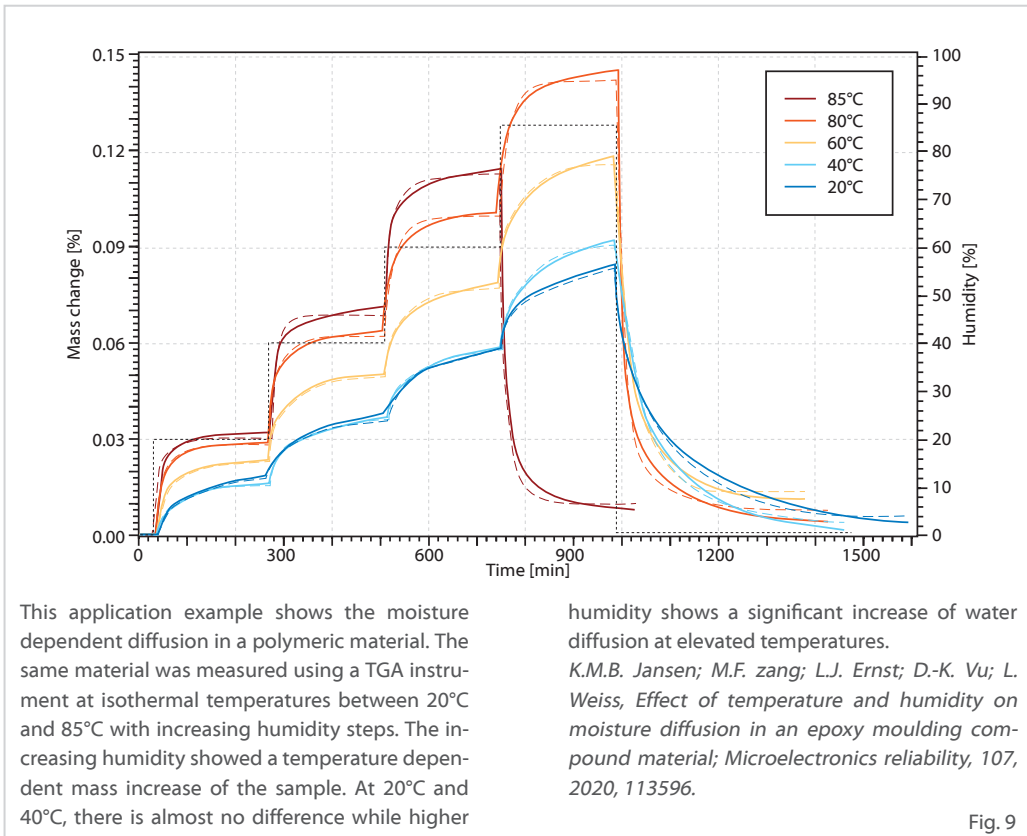 0.15
0.12
0.09
0.06
0.03
0.00
Mass change [%]
100
90
80
70
60
50
40
30
20
10
0
Humidity [%]
85°C
80°C
60°C
40°C
20°C
0
300
600
900
1200
1500
Time [min]
This application example shows the moisture
dependent diffusion in a polymeric material. The
same material was measured using a TGA instru-
ment at isothermal temperatures between 20°C
and 85°C with increasing humidity steps. The in-
creasing humidity showed a temperature depen-
dent mass increase of the sample. At 20°C and
40°C, there is almost no difference while higher
humidity shows a significant increase of water
diffusion at elevated temperatures.
K.M.B. Jansen; M.F. zang; L.J. Ernst; D.-K. Vu; L.
Weiss, Effect of temperature and humidity on
moisture diffusion in an epoxy moulding com-
pound material; Microelectronics reliability, 107,
2020, 113596.
Fig. 9